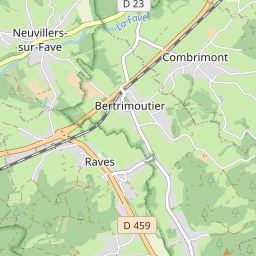 D 23
La Fave
Neuvillers-
sur-Fave
Combrimont
Bertrimoutier
Raves
D 459